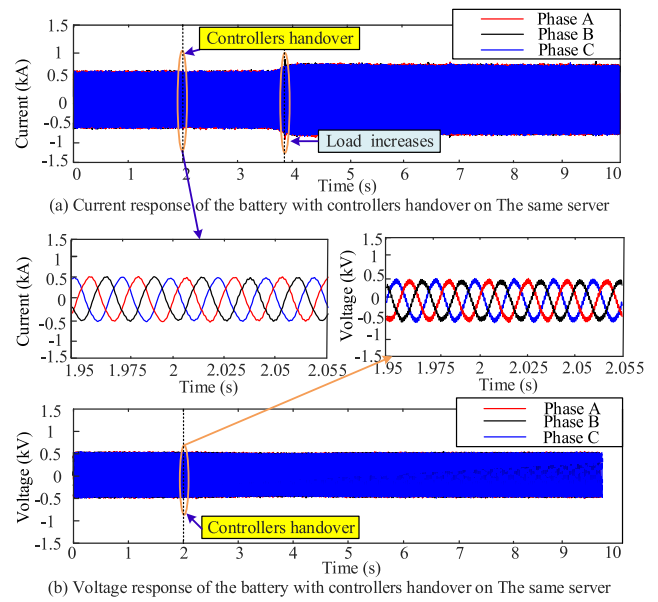 Phase A
Phase B
Phase C
Controllers handover
1.5
1
0.5
0
-0.5
-1
-1.5
Current (kA)
Load increases
0 1 2 3 4 5 6 7 8 9 10
Time (s)
(a) Current response of the battery with controllers handover on The same server
1.5
1
0.5
0
-0.5
-1
-1.5
Current (kA)
1.95 1.975 2 2.025 2.05 2.055
Time (s)
1.5
1
0.5
0
-0.5
-1
-1.5
Voltage (kV)
1.95 1.975 2 2.025 2.05 2.055
Time (s)
Phase A
Phase B
Phase C
1.5
1
0.5
0
-0.5
-1
-1.5
Voltage (kV)
Controllers handover
0 1 2 3 4 5 6 7 8 9 10
Time (s)
(b) Voltage response of the battery with controllers handover on The same server